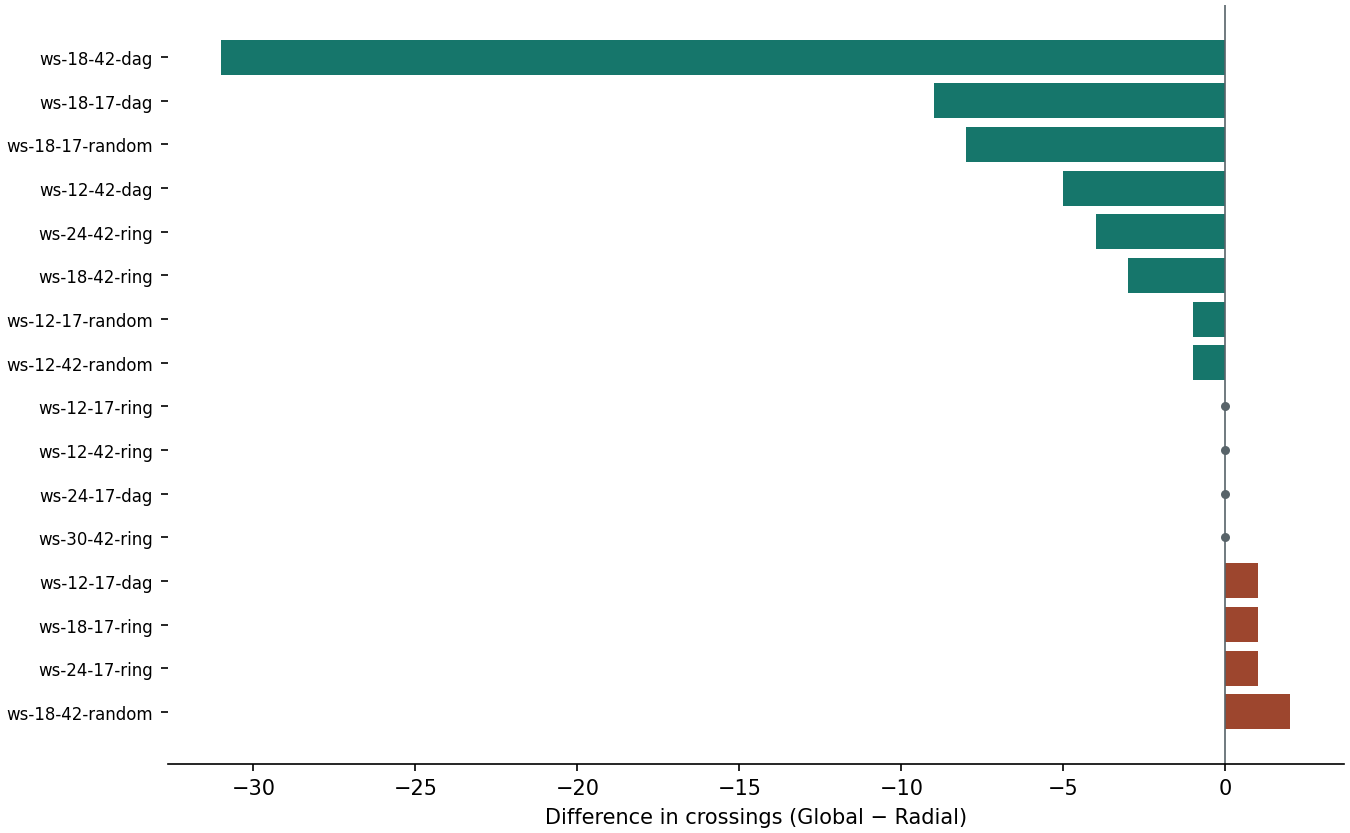 ws-18-42-dag
ws-18-17-dag
ws-18-17-random
ws-12-42-dag
ws-24-42-ring
ws-18-42-ring
ws-12-17-random
ws-12-42-random
ws-12-17-ring
ws-12-42-ring
ws-24-17-dag
ws-30-42-ring
ws-12-17-dag
ws-18-17-ring
ws-24-17-ring
ws-18-42-random
−30 −25 −20 −15 −10 −5 0
Difference in crossings (Global − Radial)